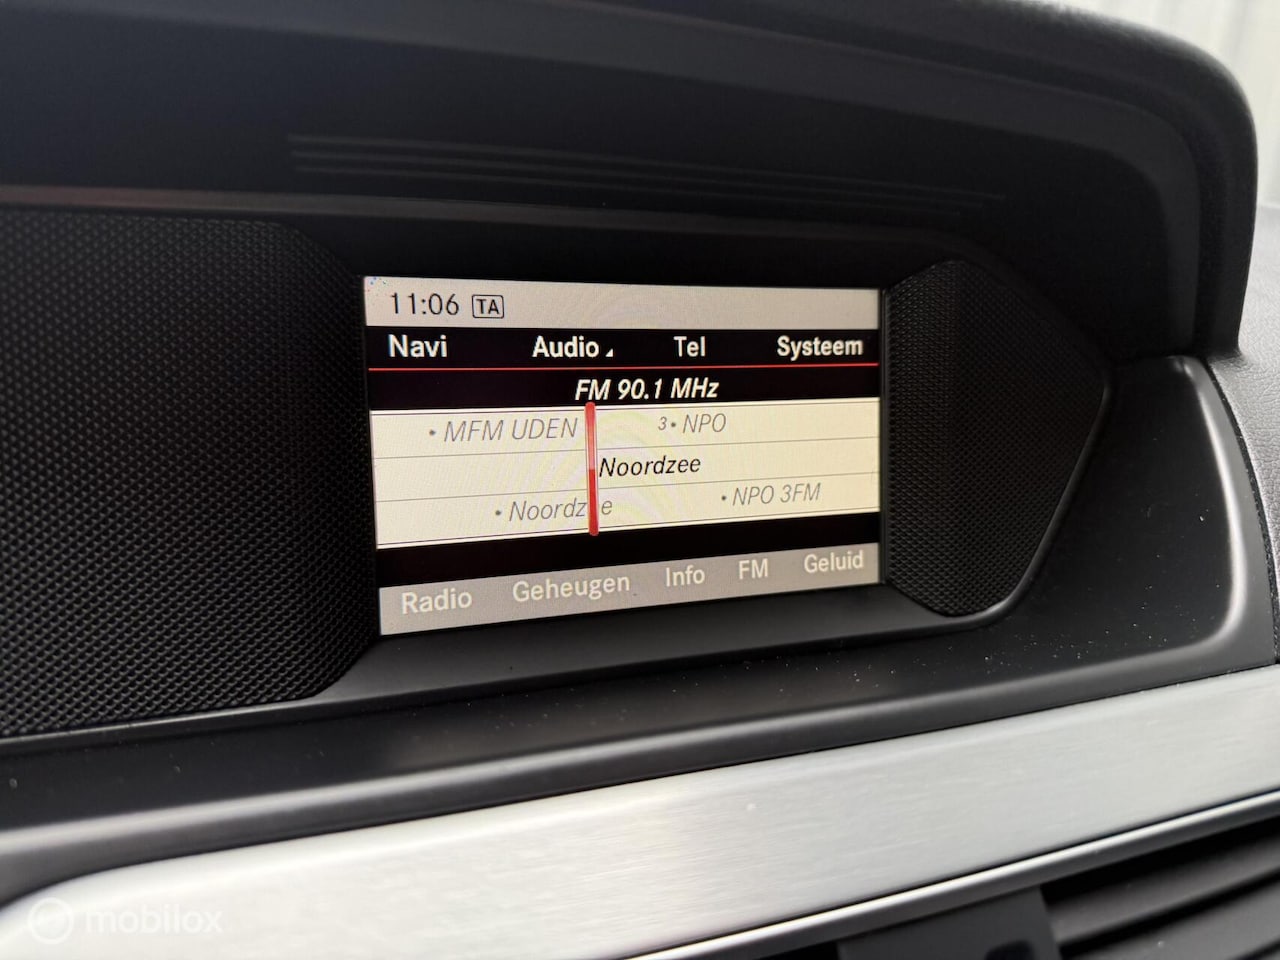 11:06 TA
Navi Audio Tel Systeem
FM 90.1 MHz
• MFM UDEN 3• NPO
Noordzee
• Noordzee • NPO 3FM
Radio Geheugen Info FM Geluid
mobilox